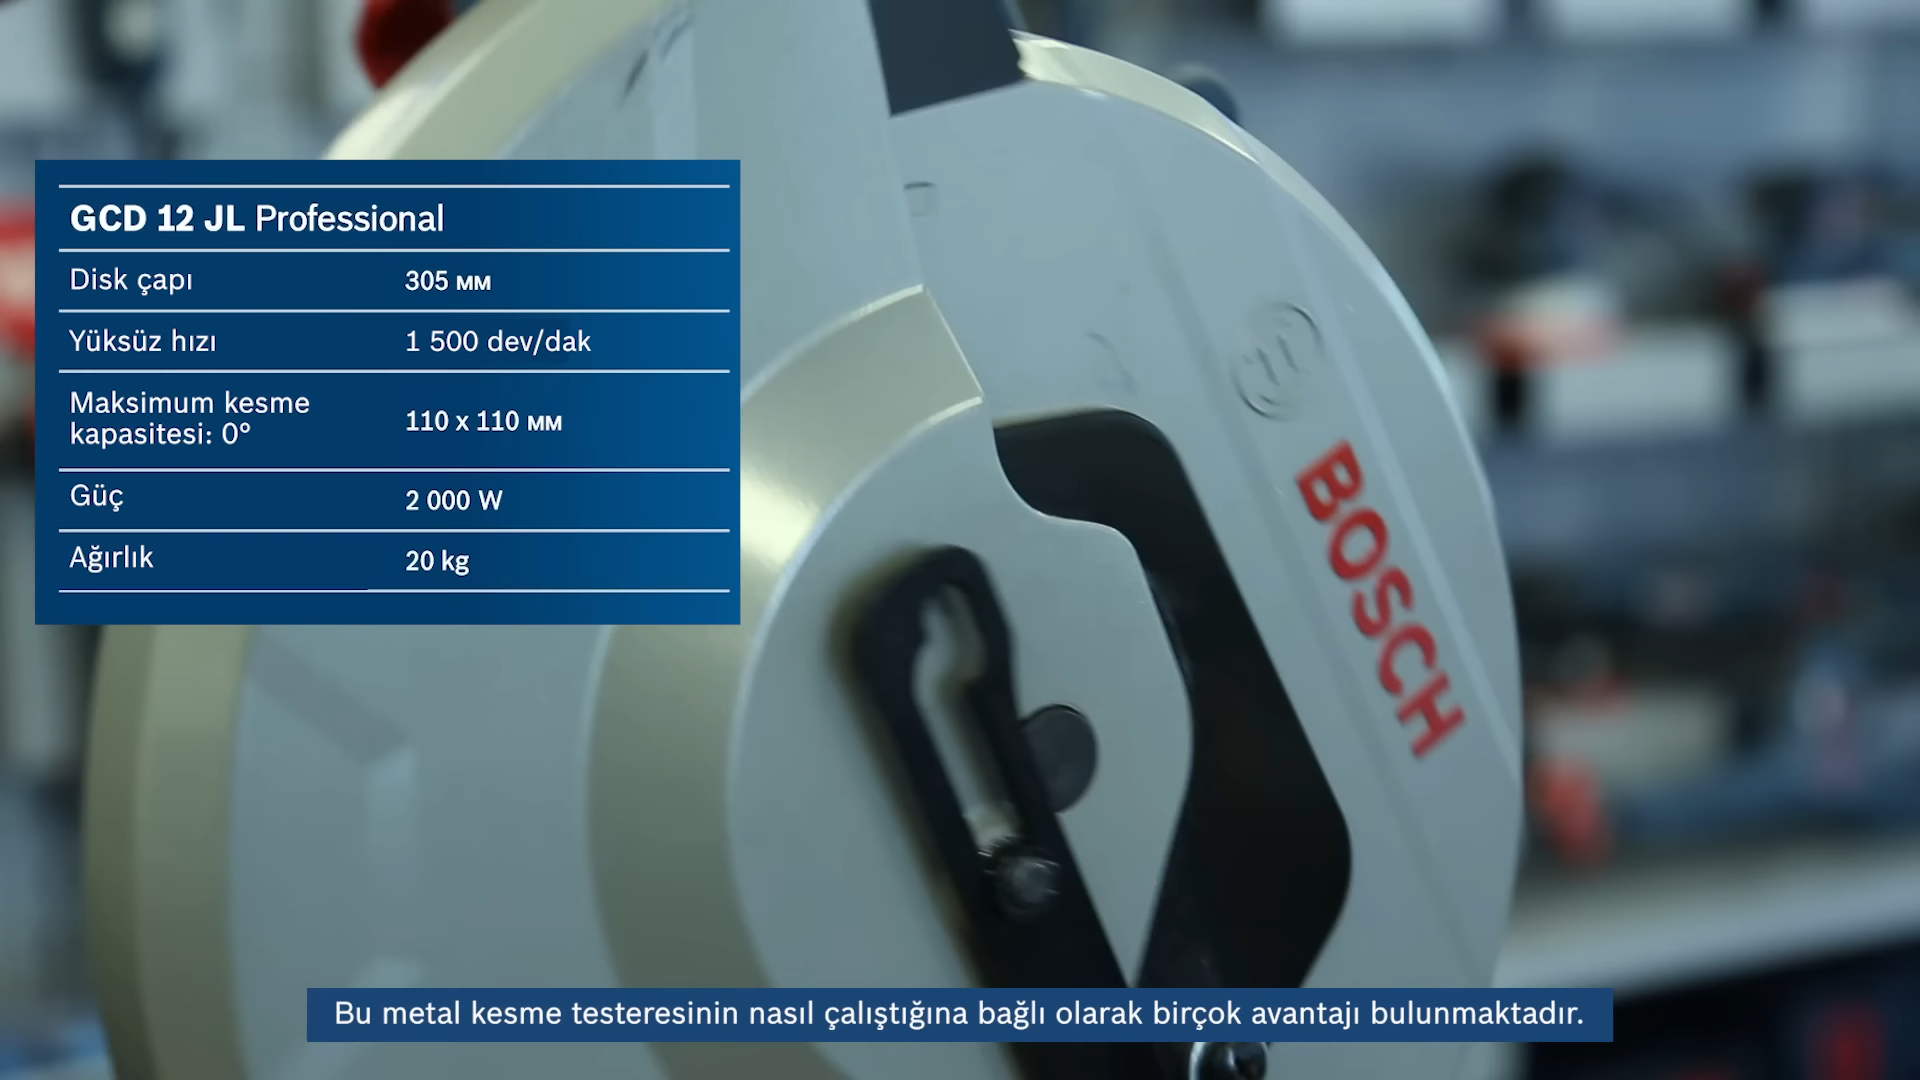 GCD 12 JL Professional
Disk çapı 305 мм
Yüksüz hızı 1 500 dev/dak
Maksimum kesme
kapasitesi: 0° 110 x 110 мм
Güç 2 000 W
Ağırlık 20 kg
BOSCH
Bu metal kesme testeresinin nasıl çalıştığına bağlı olarak birçok avantajı bulunmaktadır.